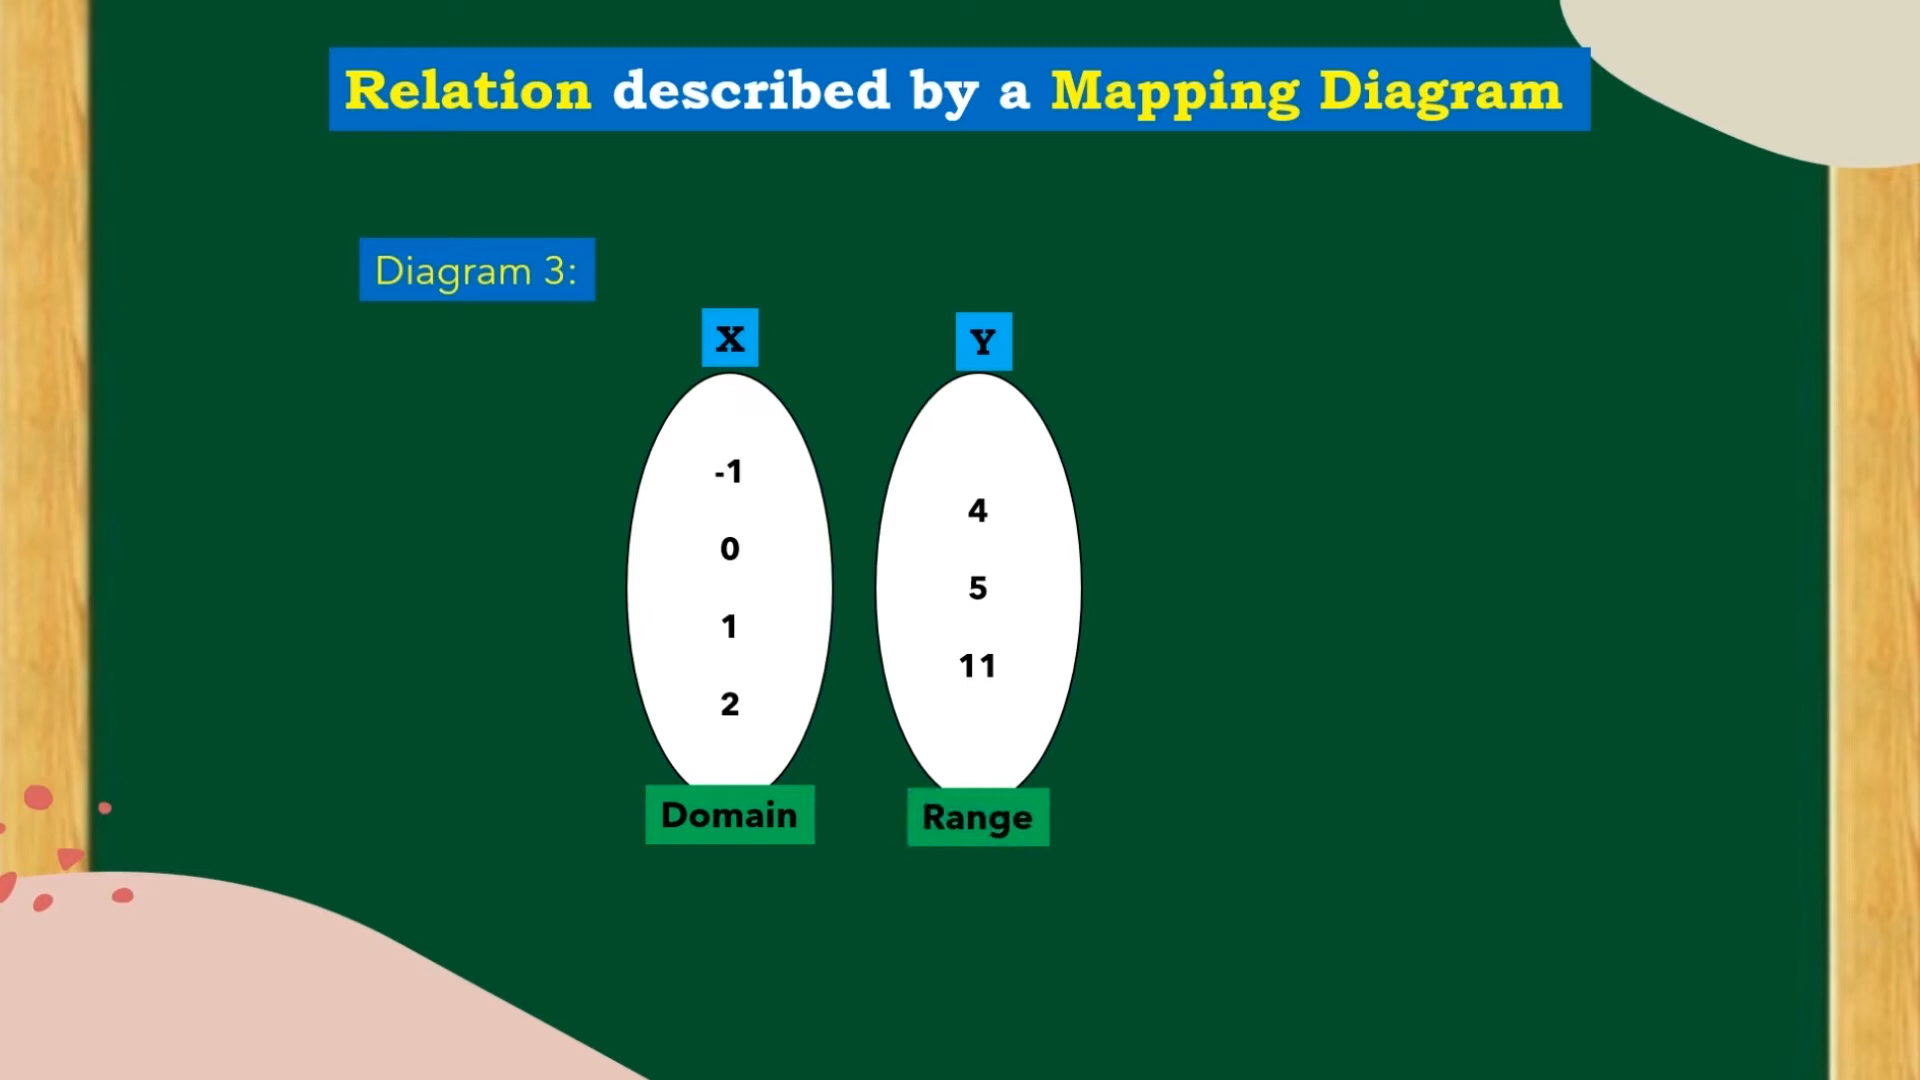 Relation described by a Mapping Diagram
Diagram 3:
X
Y
-1
0
1
2
4
5
11
Domain
Range